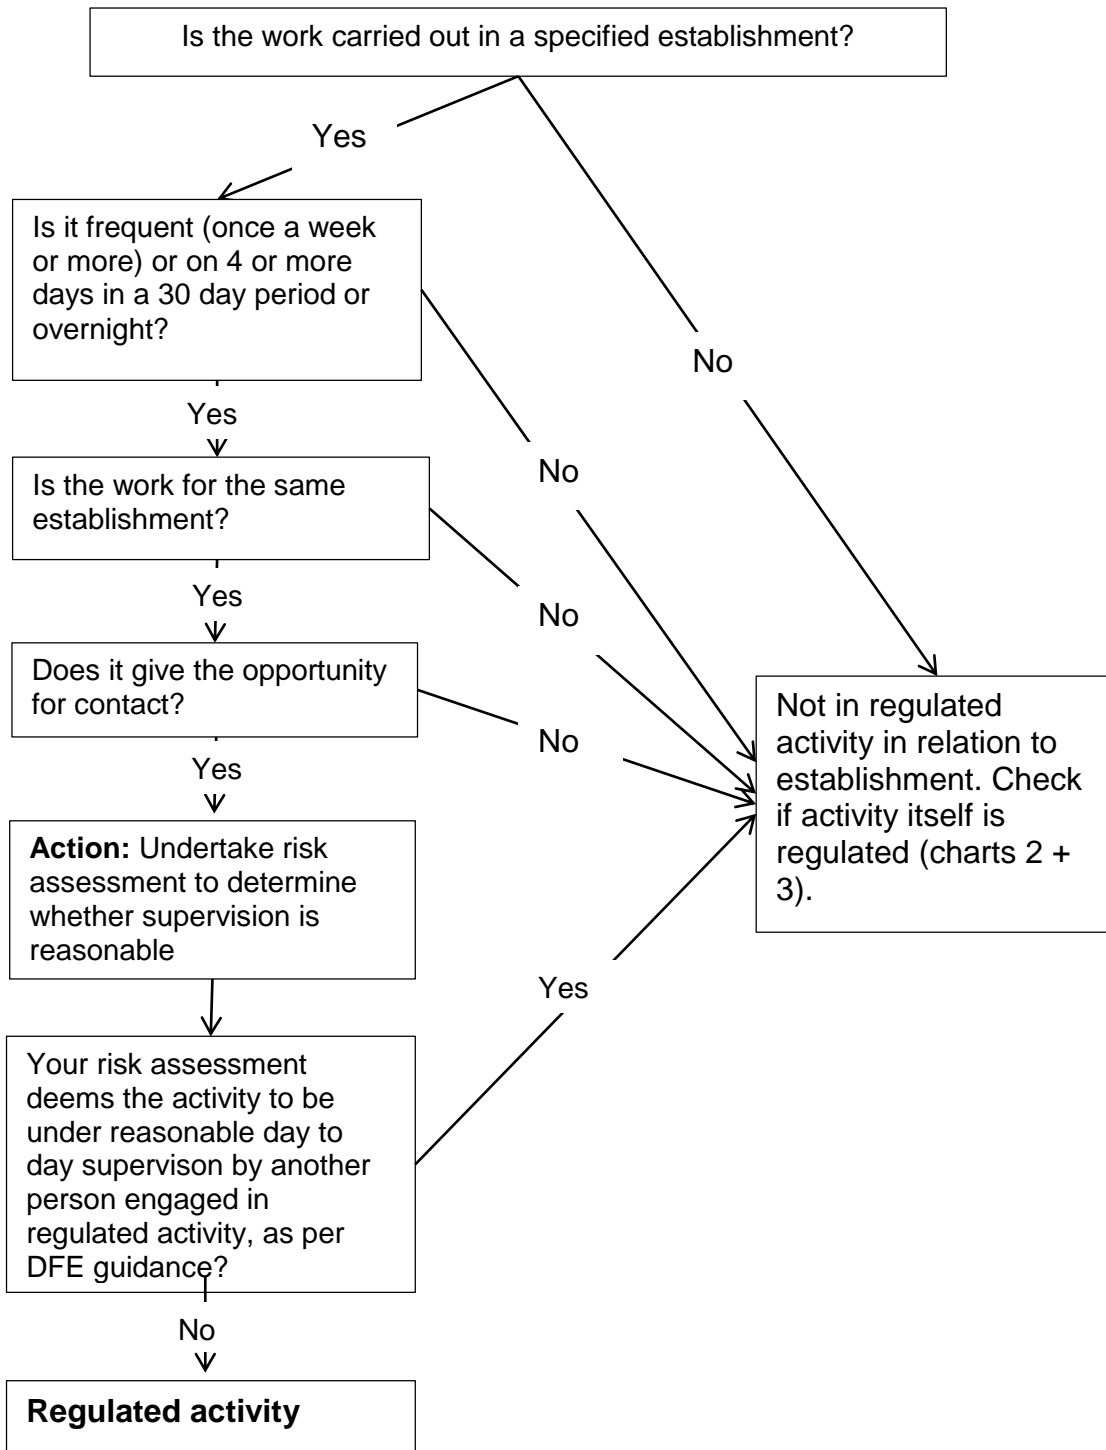 Is the work carried out in a specified establishment?
Yes
Is it frequent (once a week
or more) or on 4 or more
days in a 30 day period or
overnight?
No
Yes
No
Is the work for the same
establishment?
Yes
No
Does it give the opportunity
for contact?
Not in regulated
activity in relation to
establishment. Check
if activity itself is
regulated (charts 2 +
3).
No
Yes
Action: Undertake risk
assessment to determine
whether supervision is
reasonable
Yes
Your risk assessment
deems the activity to be
under reasonable day to
day supervison by another
person engaged in
regulated activity, as per
DFE guidance?
No
Regulated activity